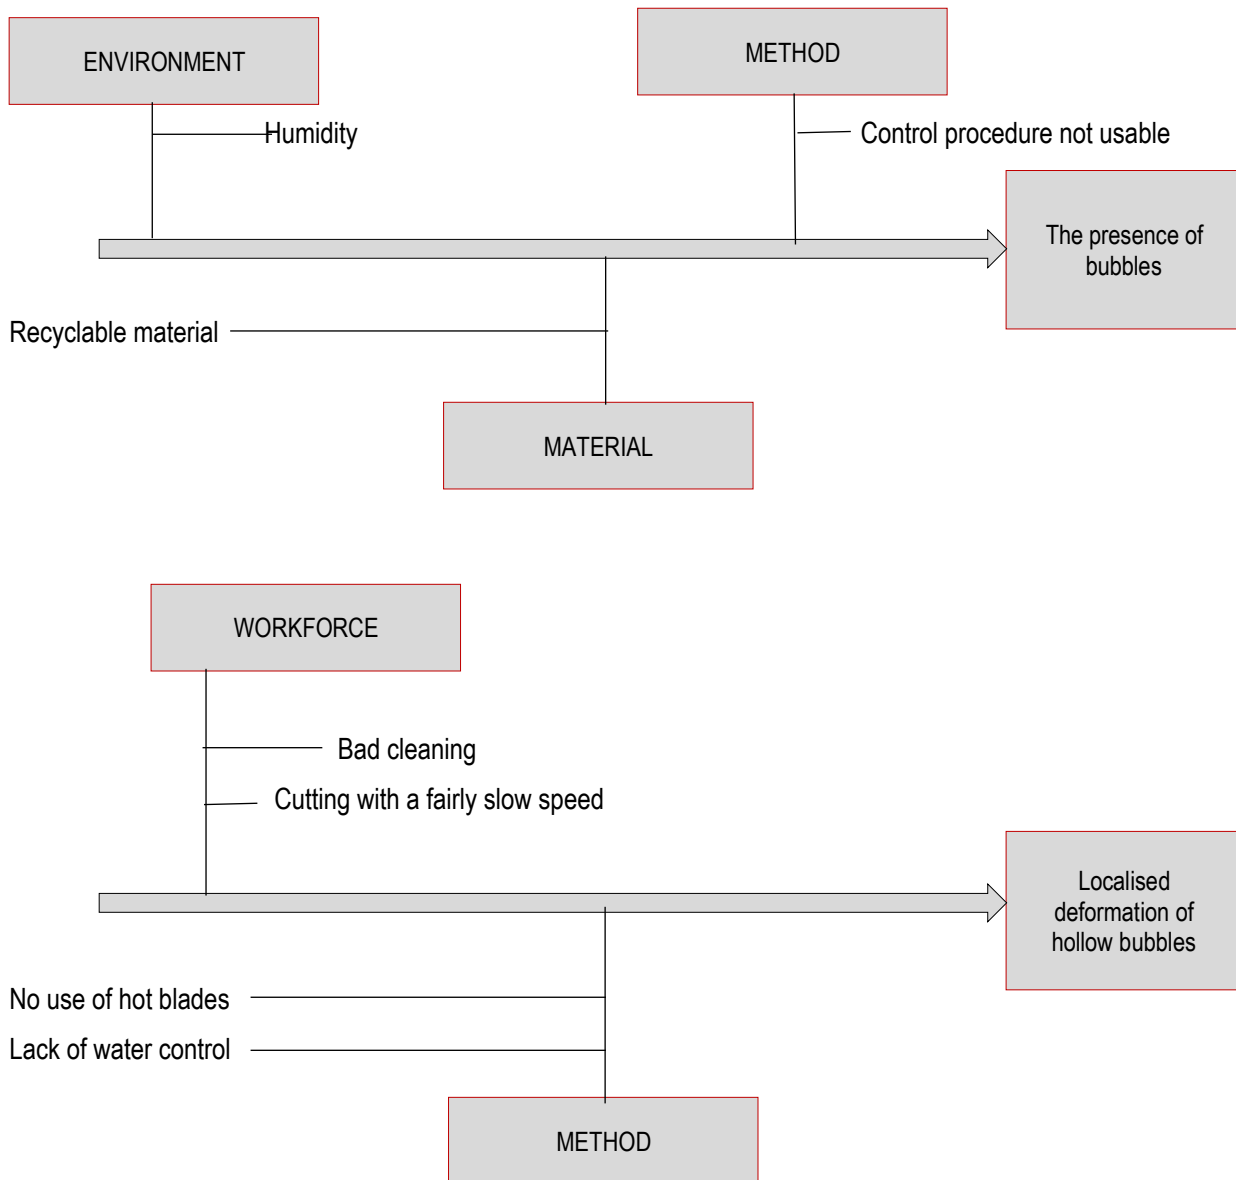 ENVIRONMENT
METHOD
Humidity
Control procedure not usable
The presence of
bubbles
Recyclable material
MATERIAL
WORKFORCE
Bad cleaning
Cutting with a fairly slow speed
Localised
deformation of
hollow bubbles
No use of hot blades
Lack of water control
METHOD